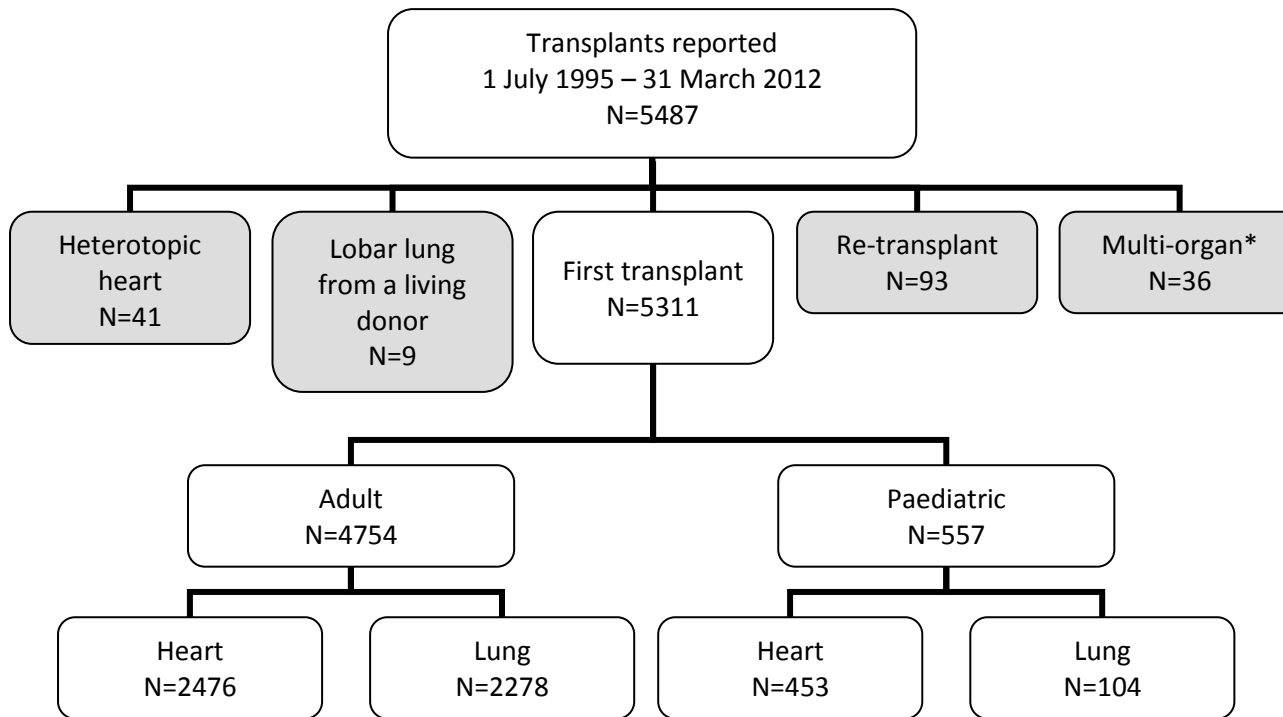 Transplants reported
1 July 1995 – 31 March 2012
N=5487
Heterotopic
heart
N=41
Lobar lung
from a living
donor
N=9
First transplant
N=5311
Re-transplant
N=93
Multi-organ*
N=36
Adult
N=4754
Paediatric
N=557
Heart
N=2476
Lung
N=2278
Heart
N=453
Lung
N=104